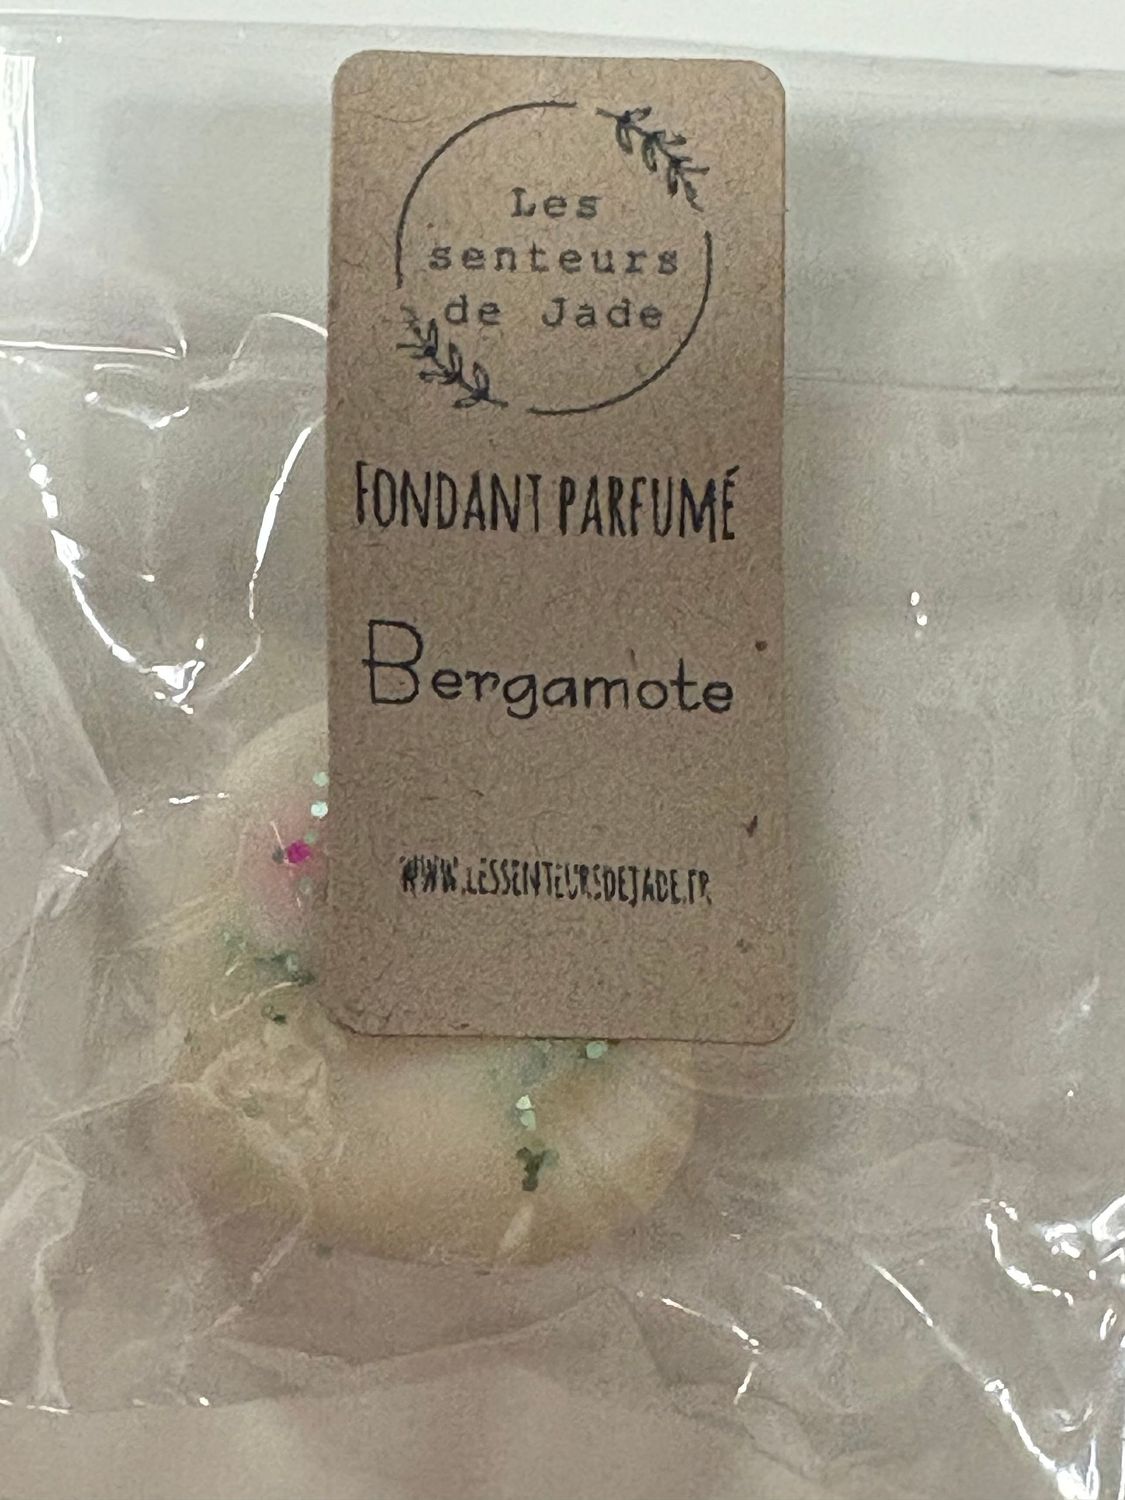 Les
senteurs
de Jade
FONDANT PARFUMÉ
Bergamote
WWW.LESSENTEURSDEJADE.FR